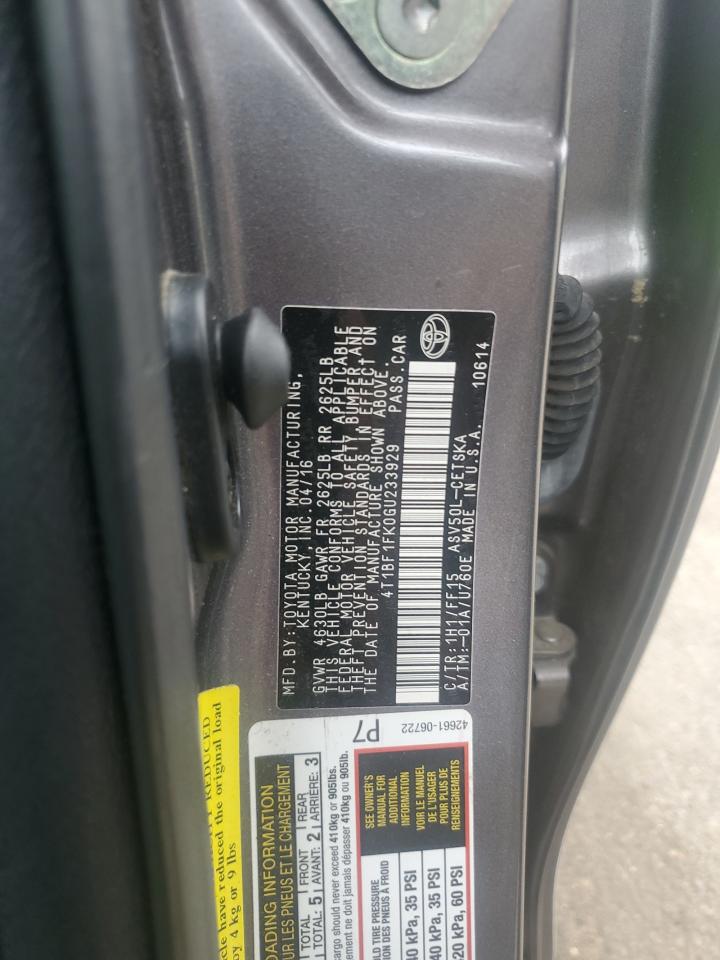 MFD.BY:TOYOTA MOTOR MANUFACTURING,
KENTUCKY,INC.04/16
GVWR 4630LB GAWR FR 2625LB RR 2625LB
THIS VEHICLE CONFORMS TO ALL APPLICABLE
FEDERAL MOTOR VEHICLE SAFETY BUMPER,AND
THEFT PREVENTION STANDARDS IN EFFECT ON
THE DATE OF MANUFACTURE SHOWN ABOVE.
4T1BF1FK0GU233929 PASS.CAR
C/TR:1H1/FF15 ASV50L-CETSKA
A/TM:-01A/U760E MADE IN U.S.A. 10614
REDUCED
have reduced the original load
by 4 kg or 9 lbs
P7
42661-06722
LOADING INFORMATION
SUR LES PNEUS ET LE CHARGEMENT
TOTAL 5 FRONT 2 REAR 3
TOTAL: AVANT: ARRIÈRE:
cargo should never exceed 410kg or 905lbs.
ne doit jamais dépasser 410kg ou 905lb.
TIRE PRESSURE
DES PNEUS À FROID
SEE OWNER'S
MANUAL FOR
ADDITIONAL
INFORMATION
VOIR LE MANUEL
DE L'USAGER
POUR PLUS DE
RENSEIGNEMENTS
kPa, 35 PSI
kPa, 35 PSI
kPa, 60 PSI